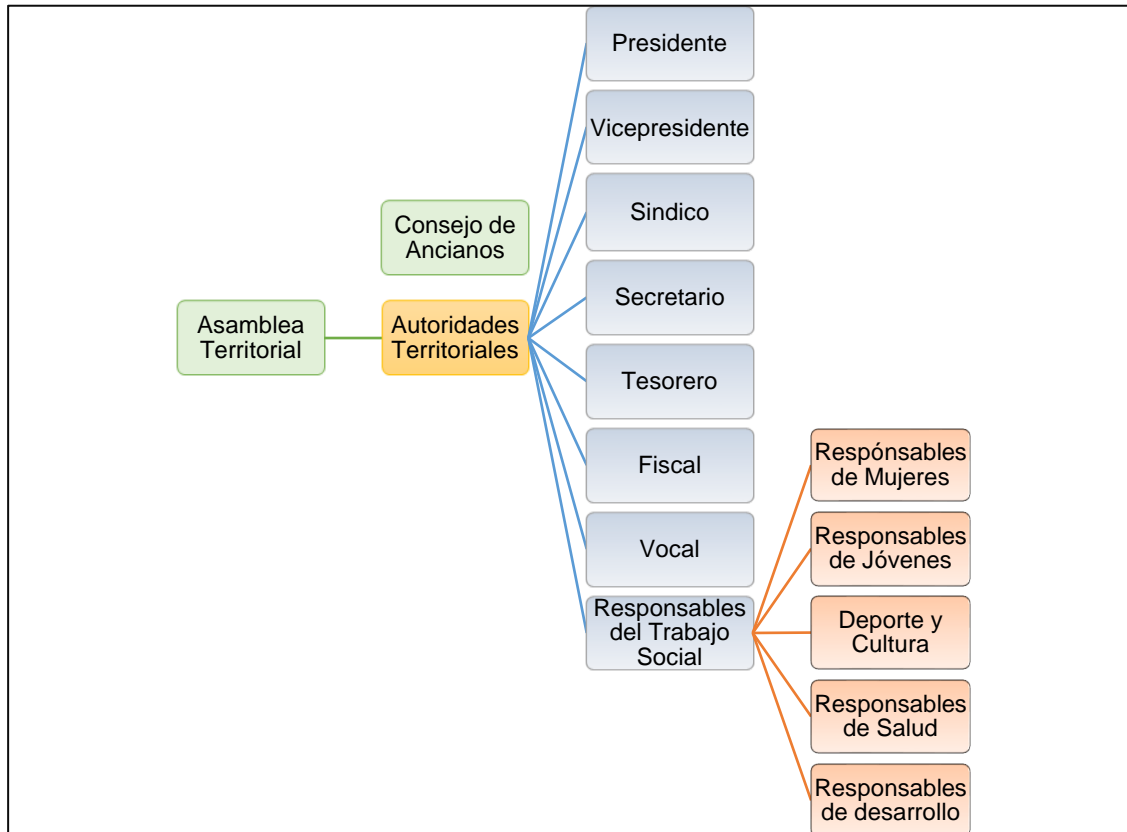 Presidente
Vicepresidente
Sindico
Consejo de
Ancianos
Secretario
Asamblea
Territorial
Autoridades
Territoriales
Tesorero
Fiscal
Vocal
Responsables
del Trabajo
Social
Respónsables
de Mujeres
Responsables
de Jóvenes
Deporte y
Cultura
Responsables
de Salud
Responsables
de desarrollo